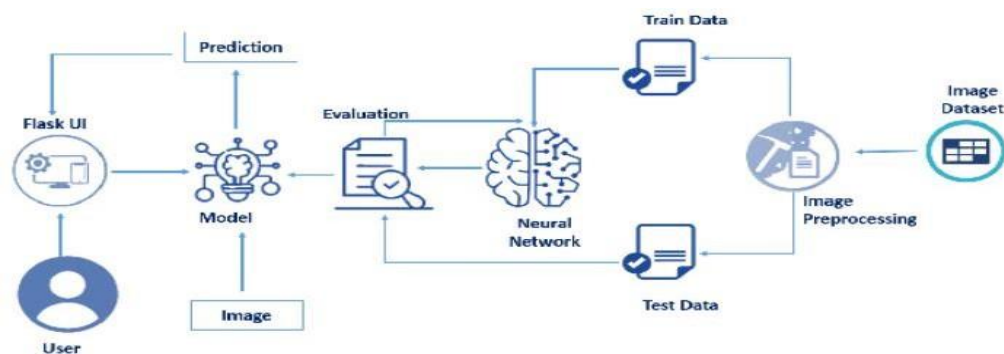 Train Data
Prediction
Image
Dataset
Flask UI
Evaluation
Model
Neural
Network
Image
Preprocessing
Image
Test Data
User